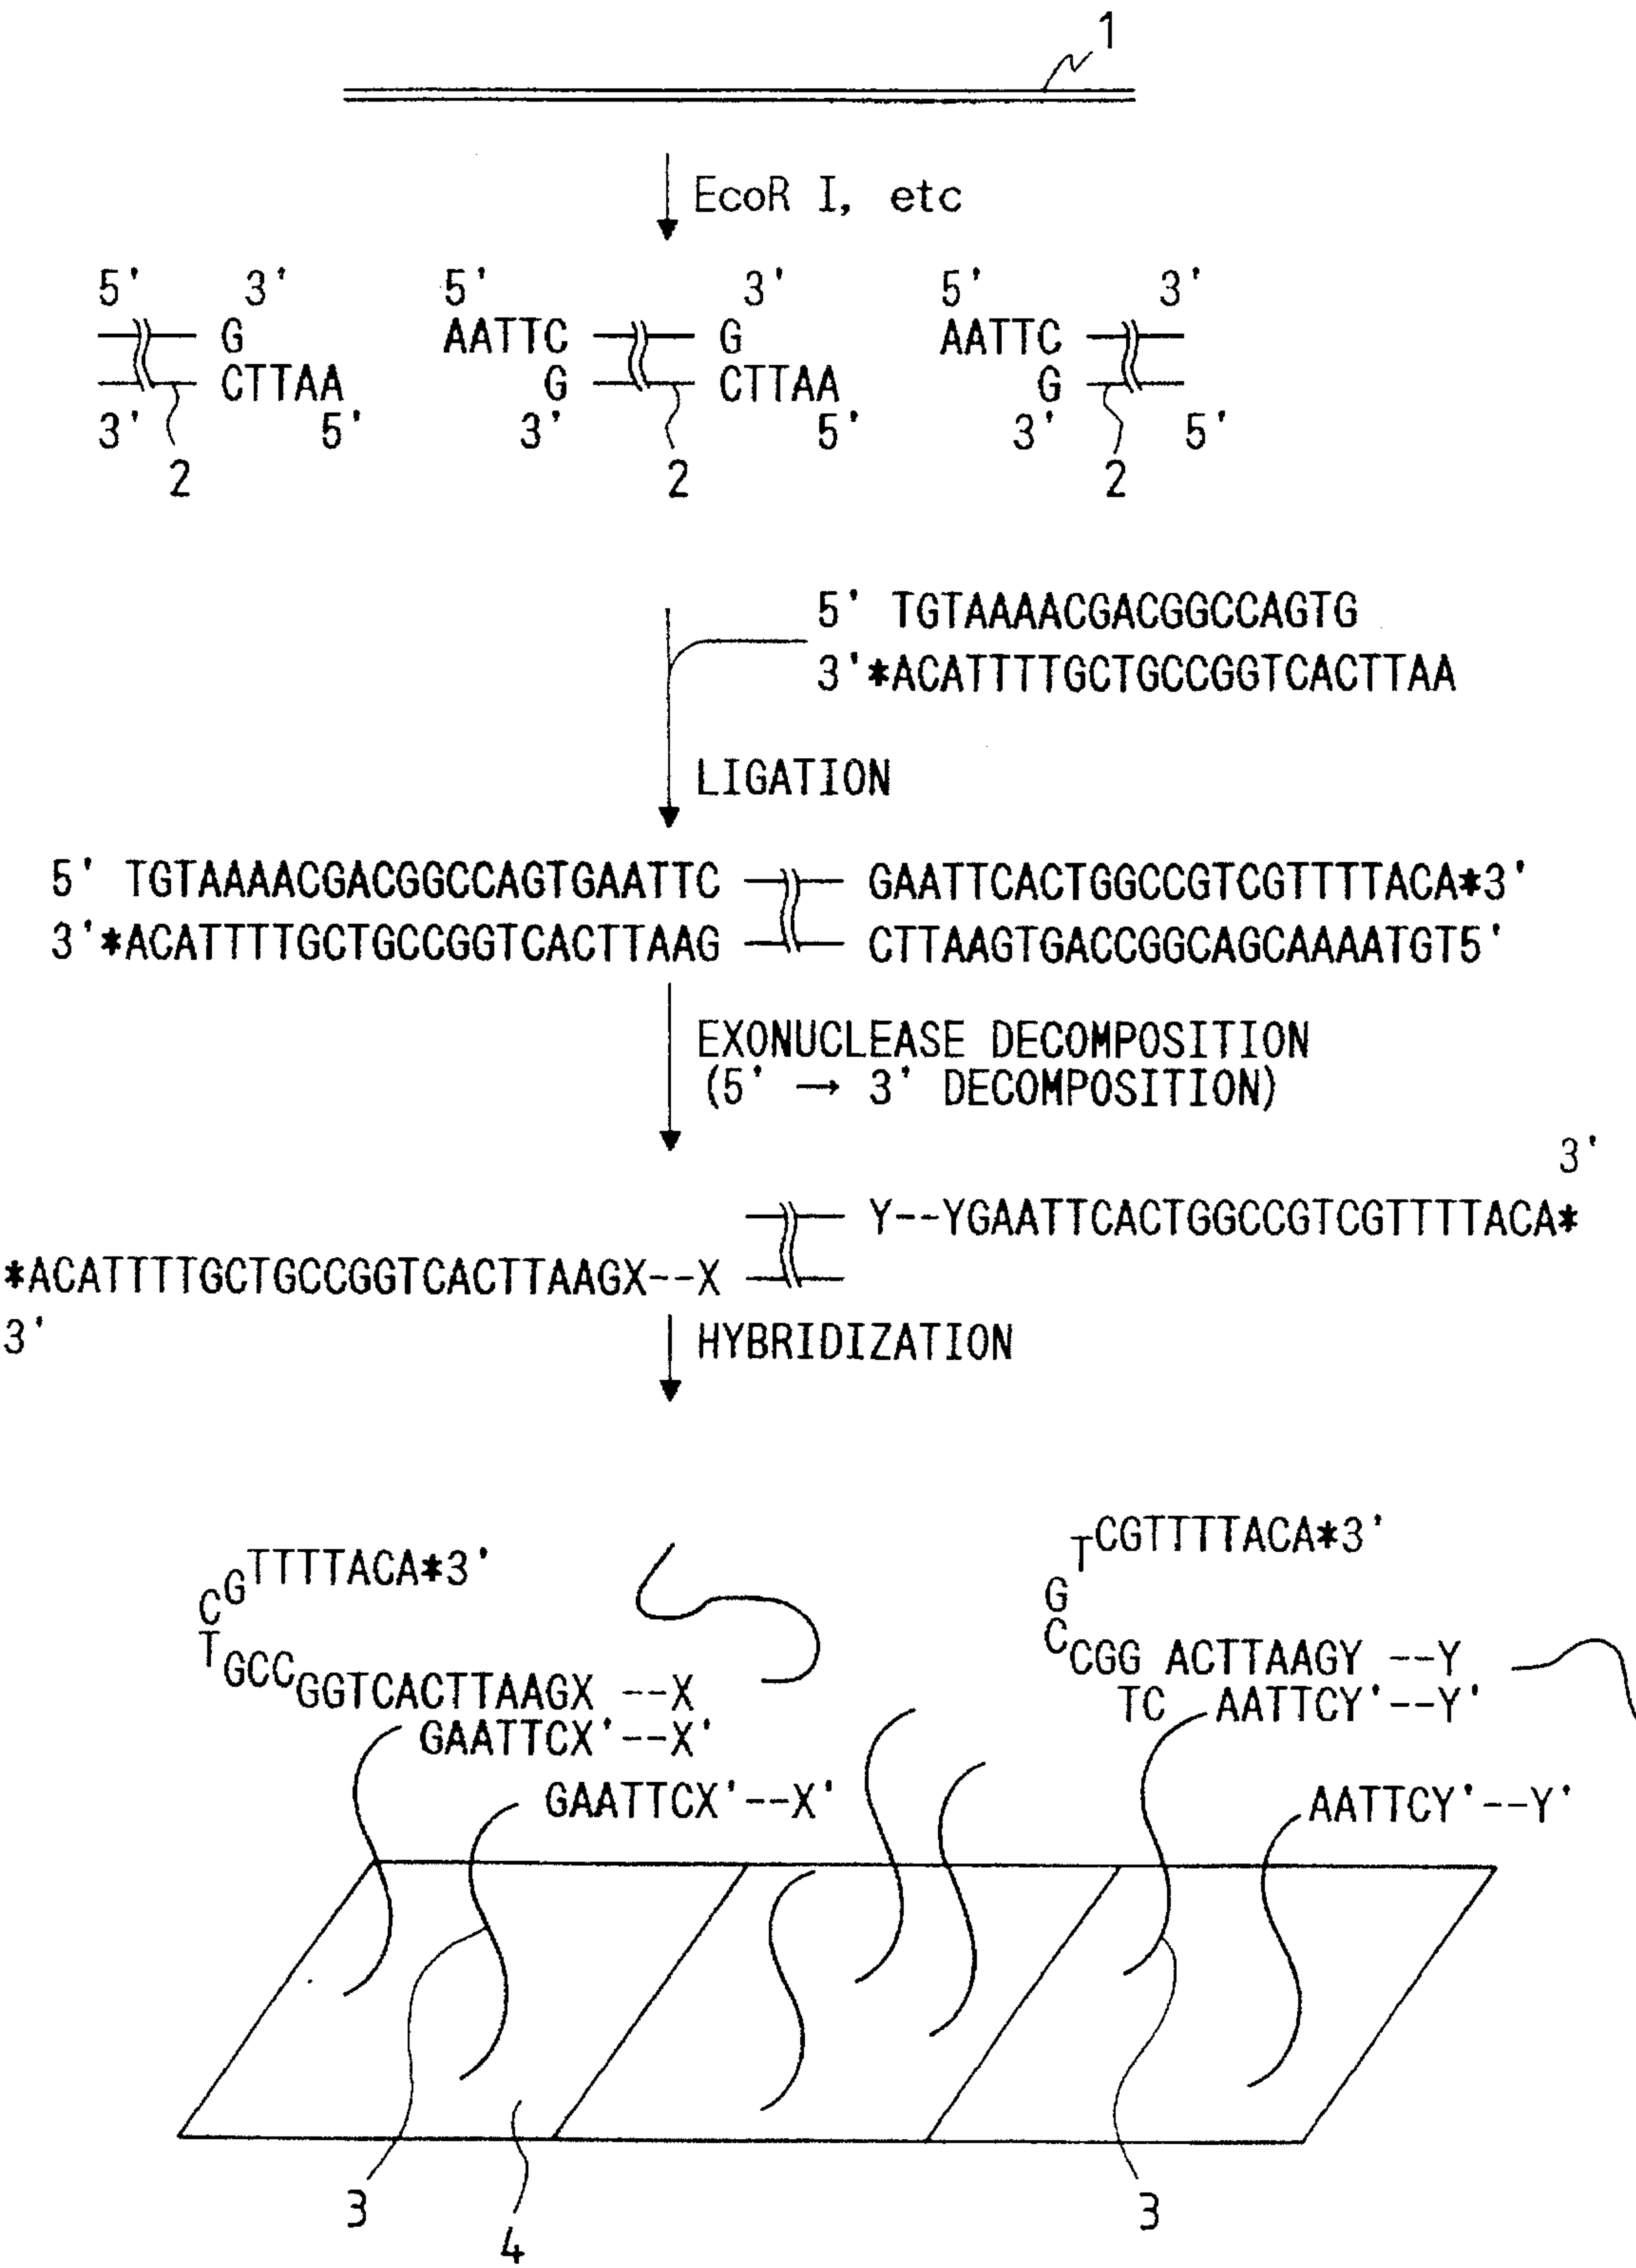 1
EcoR I, etc
5' 3' 5' 3' 5' 3'
G AATTC G AATTC
CTTAA G CTTAA G
3' 5' 3' 5' 3' 5'
2 2 2
5' TGTAAAACGACGGCCAGTG
3'*ACATTTTGCTGCCGGTCACTTAA
LIGATION
5' TGTAAAACGACGGCCAGTGAATTC GAATTCACTGGCCGTCGTTTTACA*3'
3'*ACATTTTGCTGCCGGTCACTTAAG CTTAAGTGACCGGCAGCAAAATGT5'
EXONUCLEASE DECOMPOSITION
(5' → 3' DECOMPOSITION)
3'
Y--YGAATTCACTGGCCGTCGTTTTACA*
*ACATTTTGCTGCCGGTCACTTAAGX--X
3'
HYBRIDIZATION
TCGTTTTACA*3'
CGTTTTACA*3'
G
C
TGCC
CGG ACTTAAGY --Y
GGTCACTTAAGX --X
TC AATTCY'--Y'
GAATTCX'--X'
GAATTCX'--X'
AATTCY'--Y'
3
4
3